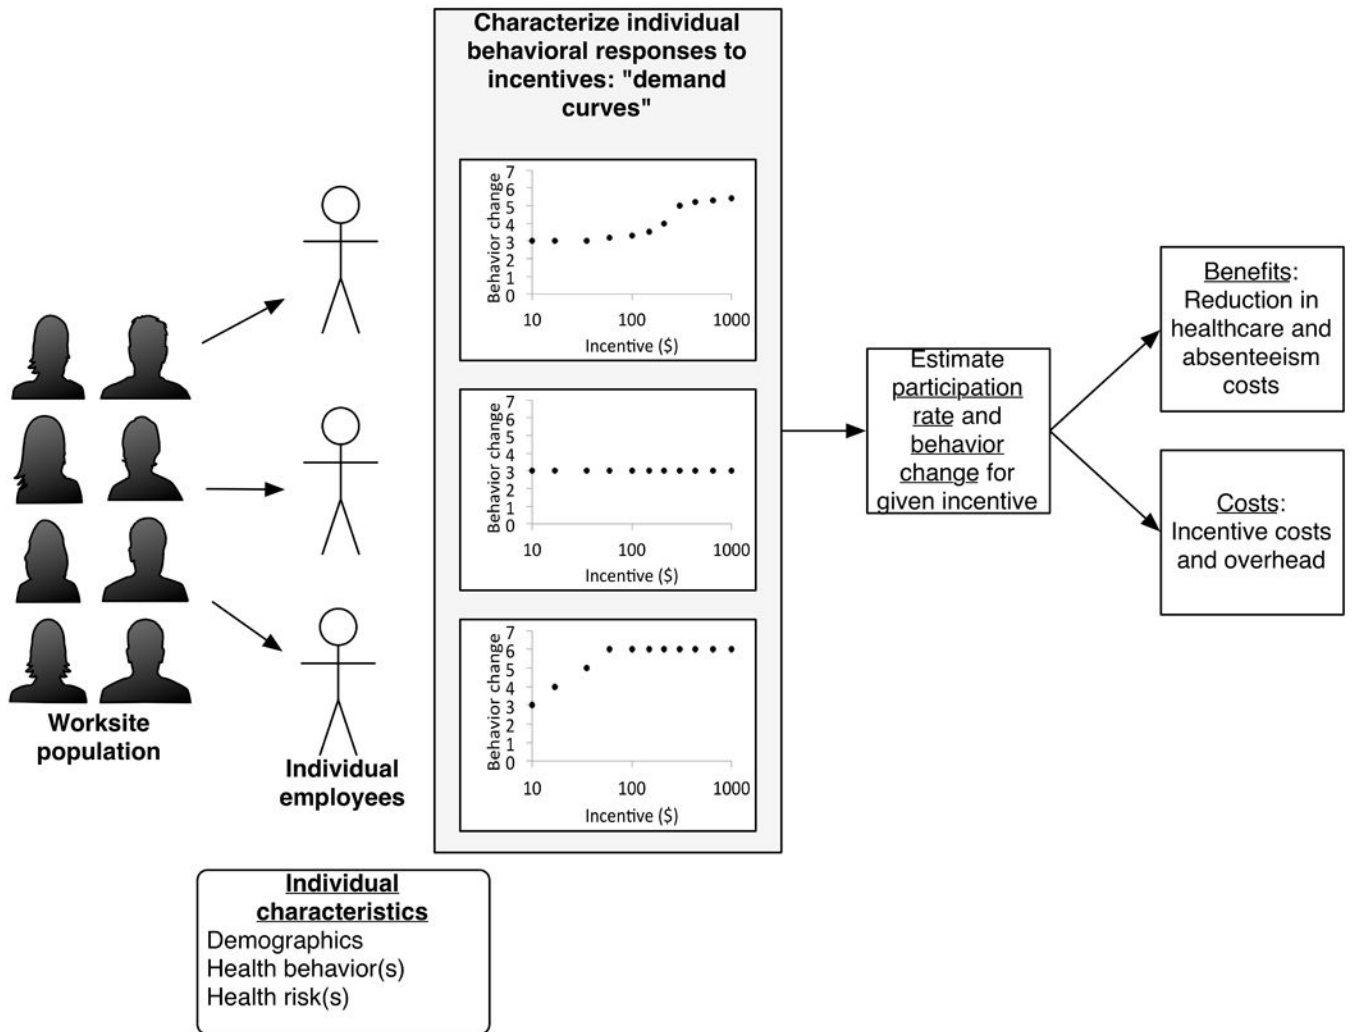 Characterize individual
behavioral responses to
incentives: "demand
curves"
Behavior change
7
6
5
4
3
2
1
0
10 100 1000
Incentive ($)
Behavior change
7
6
5
4
3
2
1
0
10 100 1000
Incentive ($)
Behavior change
7
6
5
4
3
2
1
0
10 100 1000
Incentive ($)
Worksite
population
Individual
employees
Individual
characteristics
Demographics
Health behavior(s)
Health risk(s)
Estimate
participation
rate and
behavior
change for
given incentive
Benefits:
Reduction in
healthcare and
absenteeism
costs
Costs:
Incentive costs
and overhead